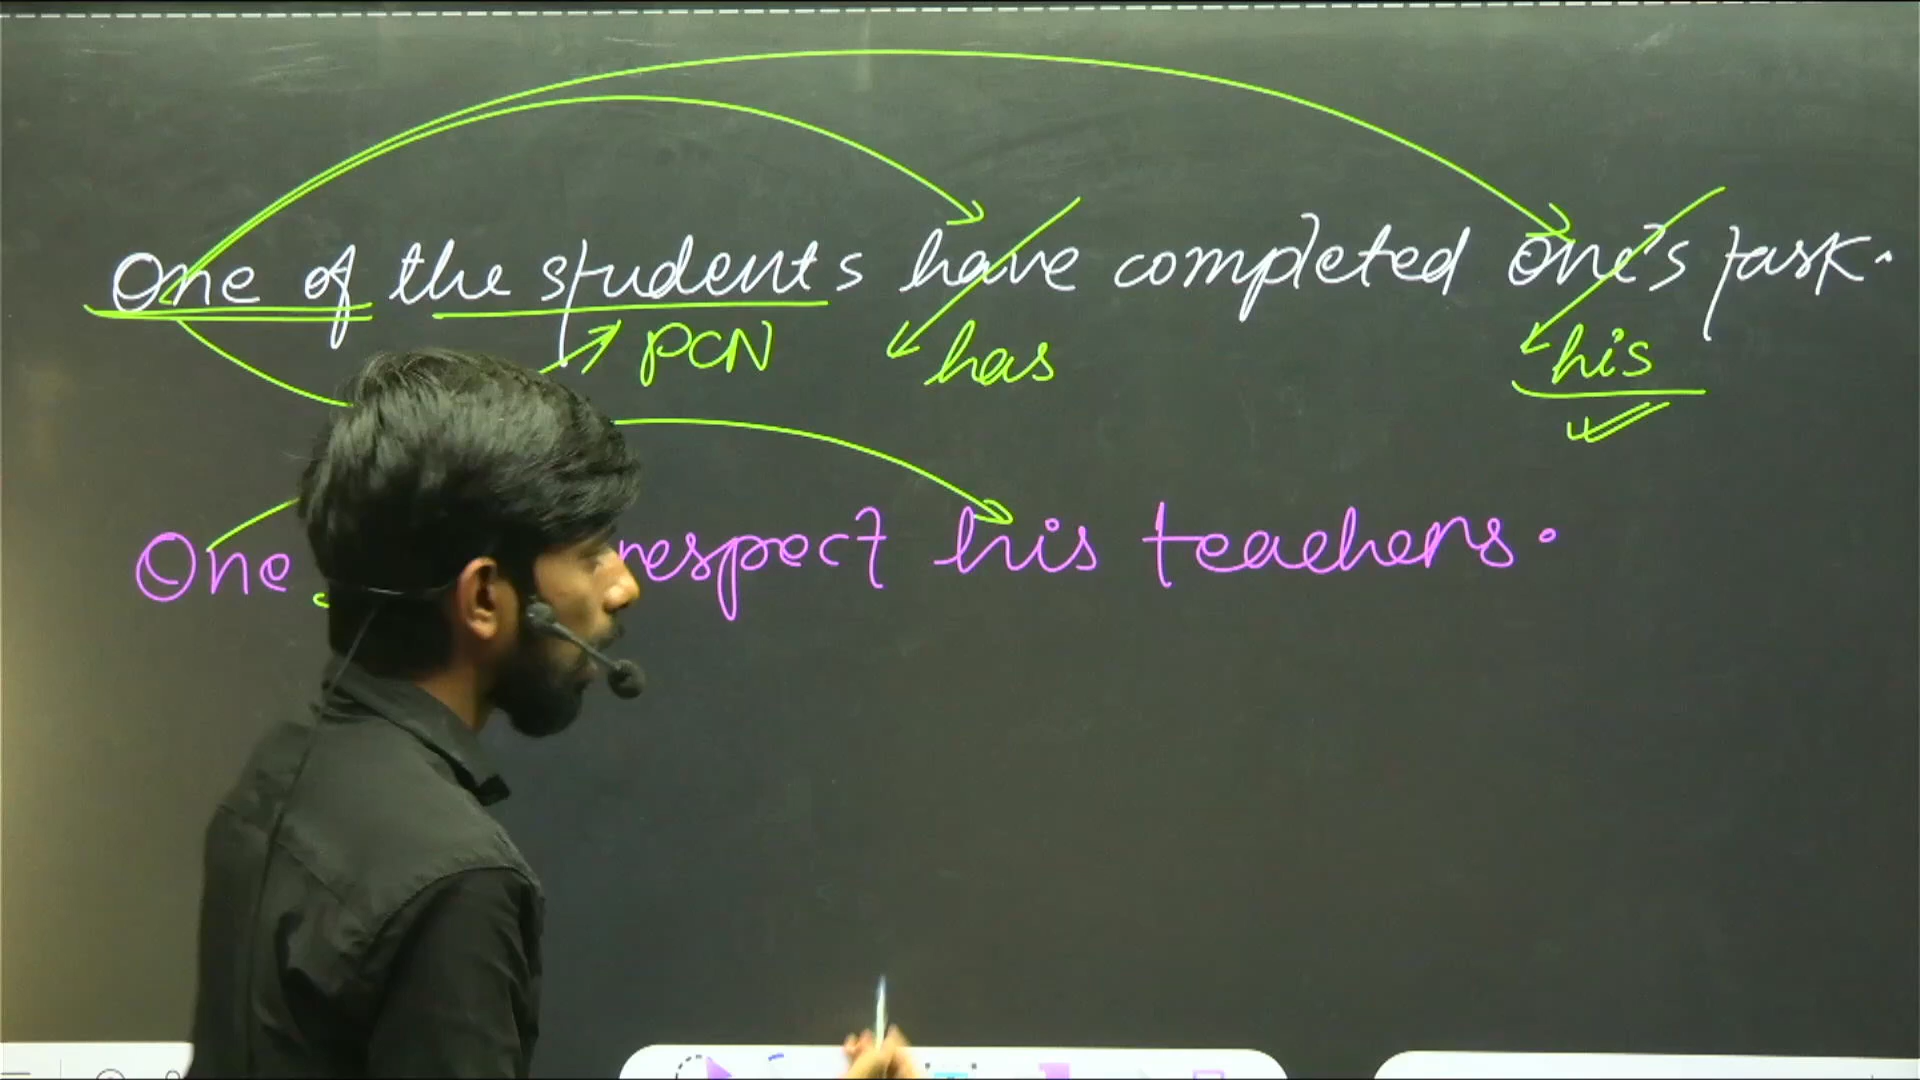 One of the students have completed one's task.
PCN has his
One respect his teachers.